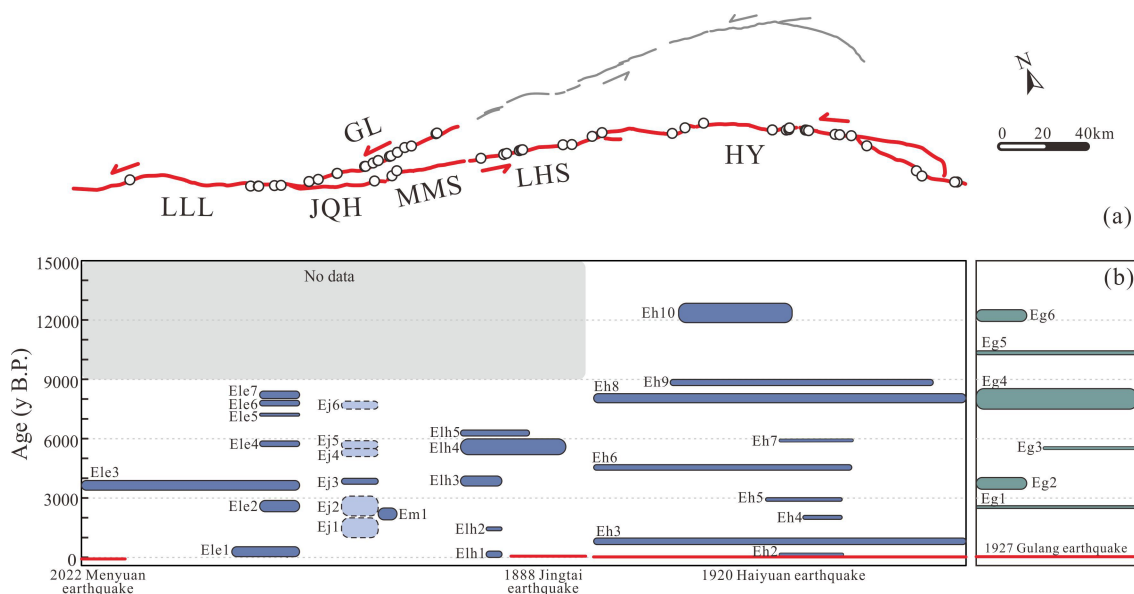 N
0 20 40km
GL
HY
MMS
LHS
LLL
JQH
(a)
(b)
Age (y B.P.)
15000
12000
9000
6000
3000
0
No data
Eh10
Eg6
Eg5
Ele7
Ele6
Ele5
Ej6
Eh9
Eh8
Eg4
Ele4
Ej5
Ej4
Elh5
Elh4
Eh7
Eg3
Ele3
Ej3
Elh3
Eh6
Eg2
Ele2
Ej2
Em1
Eh5
Eg1
Ej1
Elh2
Eh4
Ele1
Elh1
Eh3
Eh2
2022 Menyuan
earthquake
1888 Jingtai
earthquake
1920 Haiyuan earthquake
1927 Gulang earthquake